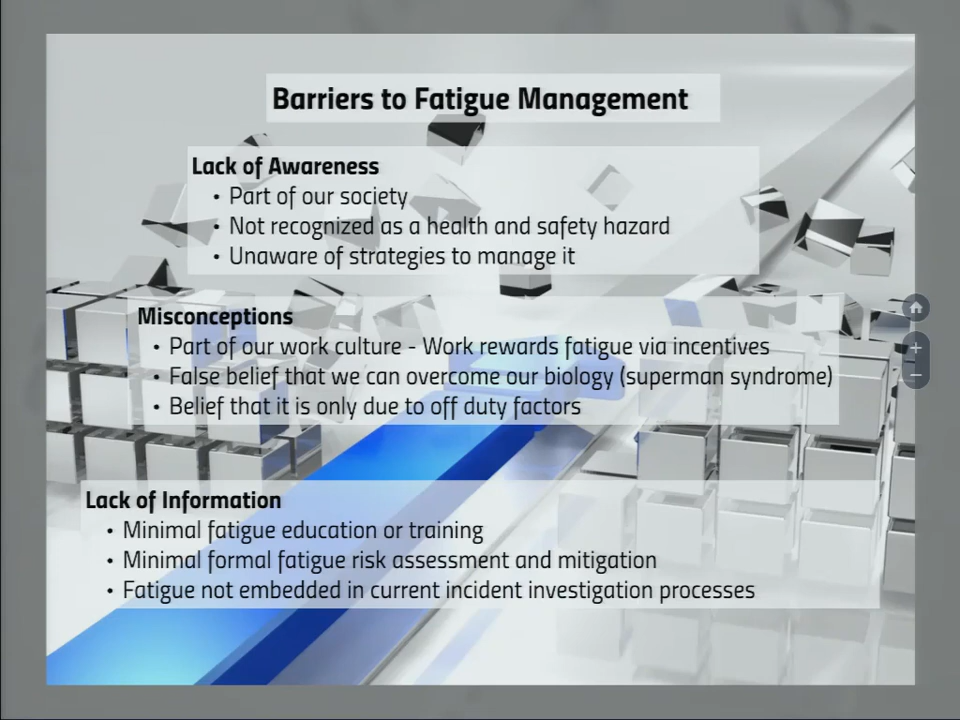 Barriers to Fatigue Management
Lack of Awareness
• Part of our society
• Not recognized as a health and safety hazard
• Unaware of strategies to manage it
Misconceptions
• Part of our work culture - Work rewards fatigue via incentives
• False belief that we can overcome our biology (superman syndrome)
• Belief that it is only due to off duty factors
Lack of Information
• Minimal fatigue education or training
• Minimal formal fatigue risk assessment and mitigation
• Fatigue not embedded in current incident investigation processes